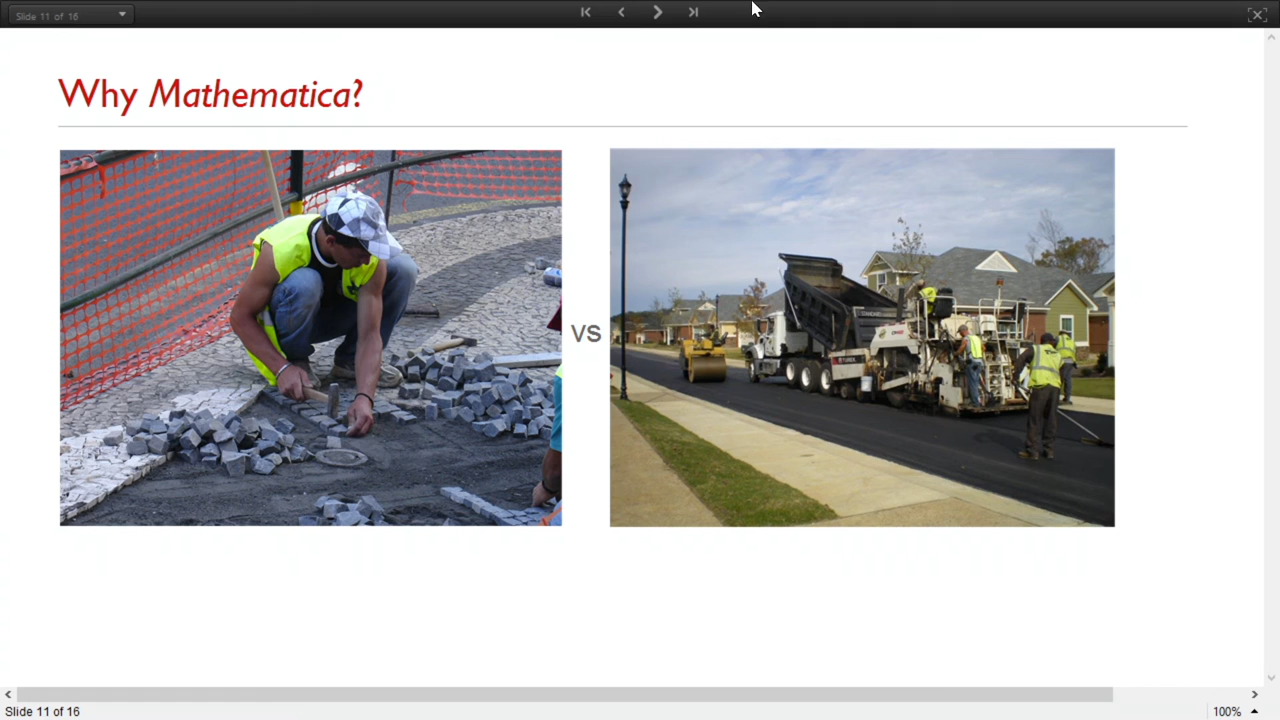 Slide 11 of 16
Why Mathematica?
VS
Slide 11 of 16
100%